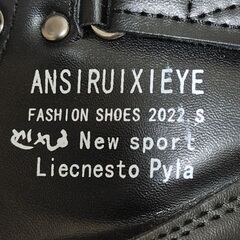 ANSIRUIXIEYE
FASHION SHOES 2022.S
New sport
Liecnesto Pyla